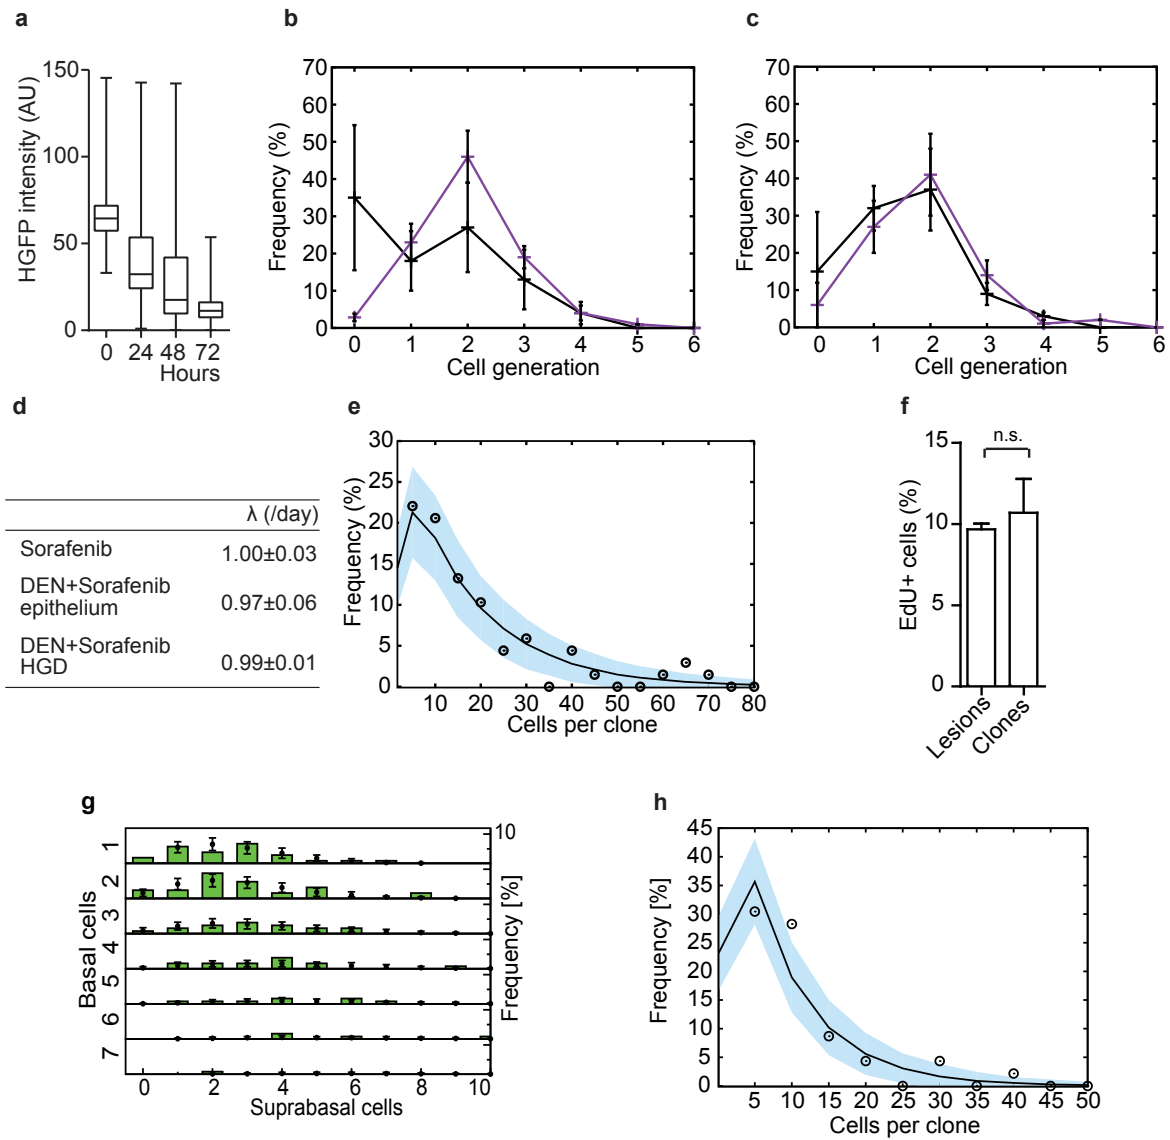 a
b
c
HGFP intensity (AU)
150
100
50
0
0 24 48 72
Hours
Frequency (%)
70
60
50
40
30
20
10
0
0 1 2 3 4 5 6
Cell generation
Frequency (%)
70
60
50
40
30
20
10
0
0 1 2 3 4 5 6
Cell generation
d
e
f
λ (/day)
Sorafenib 1.00±0.03
DEN+Sorafenib
epithelium 0.97±0.06
DEN+Sorafenib
HGD 0.99±0.01
Frequency (%)
30
25
20
15
10
5
0
10 20 30 40 50 60 70 80
Cells per clone
EdU+ cells (%)
15
10
5
0
n.s.
Lesions
Clones
g
h
Basal cells
1
2
3
4
5
6
7
10
Frequency [%]
0 2 4 6 8 10
Suprabasal cells
Frequency [%]
45
40
35
30
25
20
15
10
5
0
5 10 15 20 25 30 35 40 45 50
Cells per clone